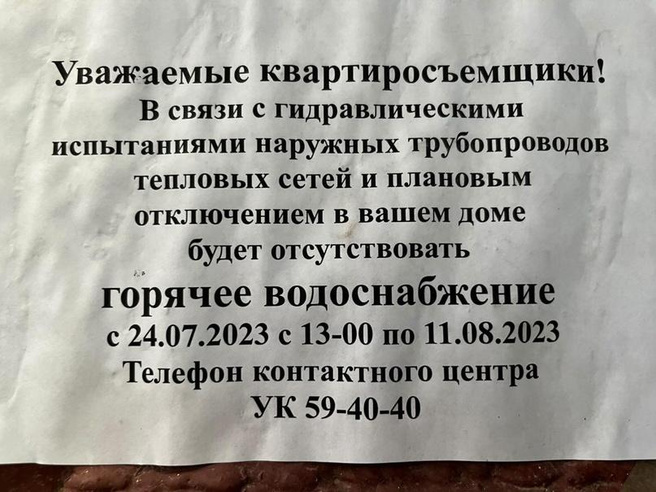 Уважаемые квартиросъемщики!
В связи с гидравлическими
испытаниями наружных трубопроводов
тепловых сетей и плановым
отключением в вашем доме
будет отсутствовать
горячее водоснабжение
с 24.07.2023 с 13-00 по 11.08.2023
Телефон контактного центра
УК 59-40-40